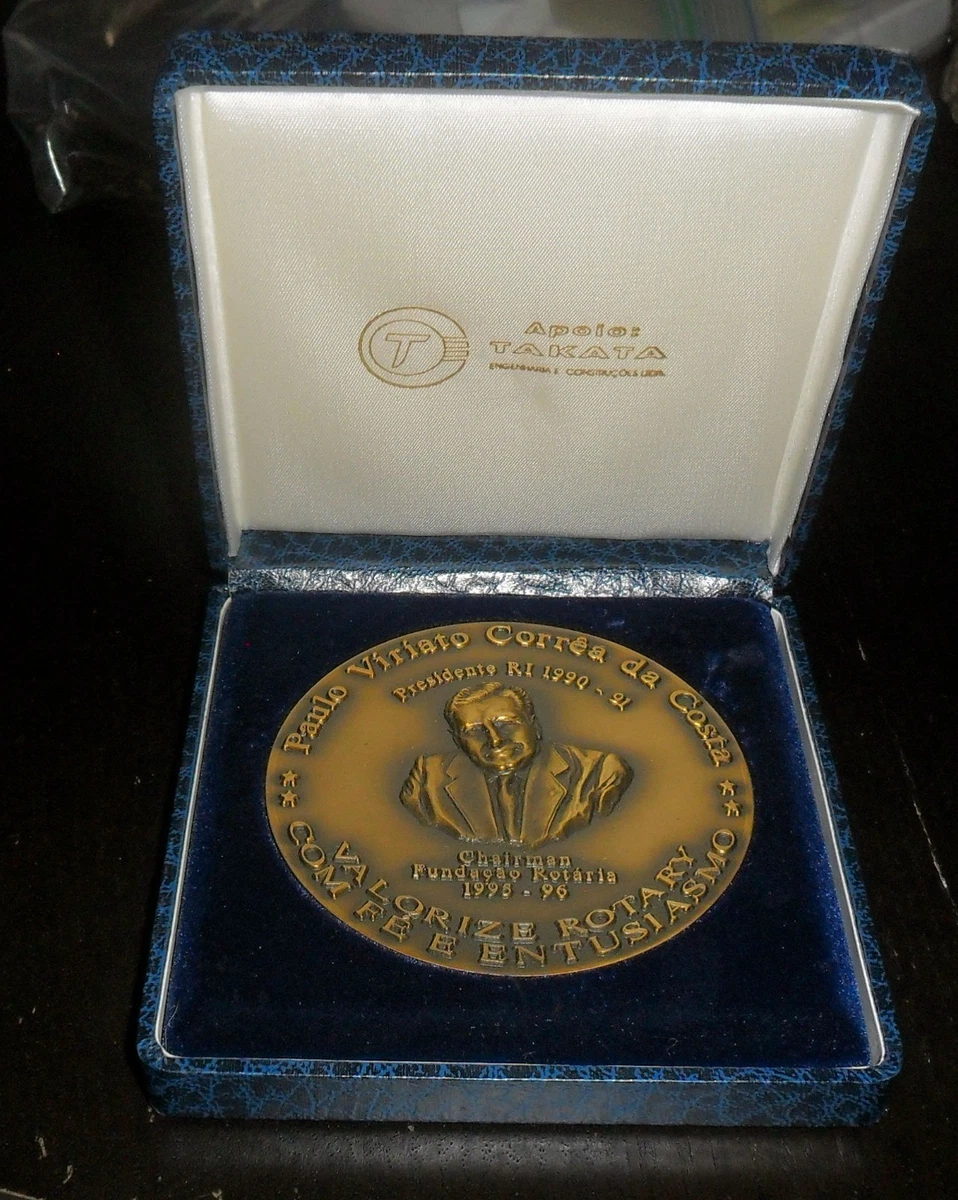 T
Apoio:
TAKATA
ENGENHARIA E CONSTRUÇÕES LTDA.
Paulo Viriato Corrêa da Costa
Presidente RI 1990 - 91
Chairman
Fundação Rotária
1995 - 96
VALORIZE ROTARY
COM FÉ E ENTUSIASMO